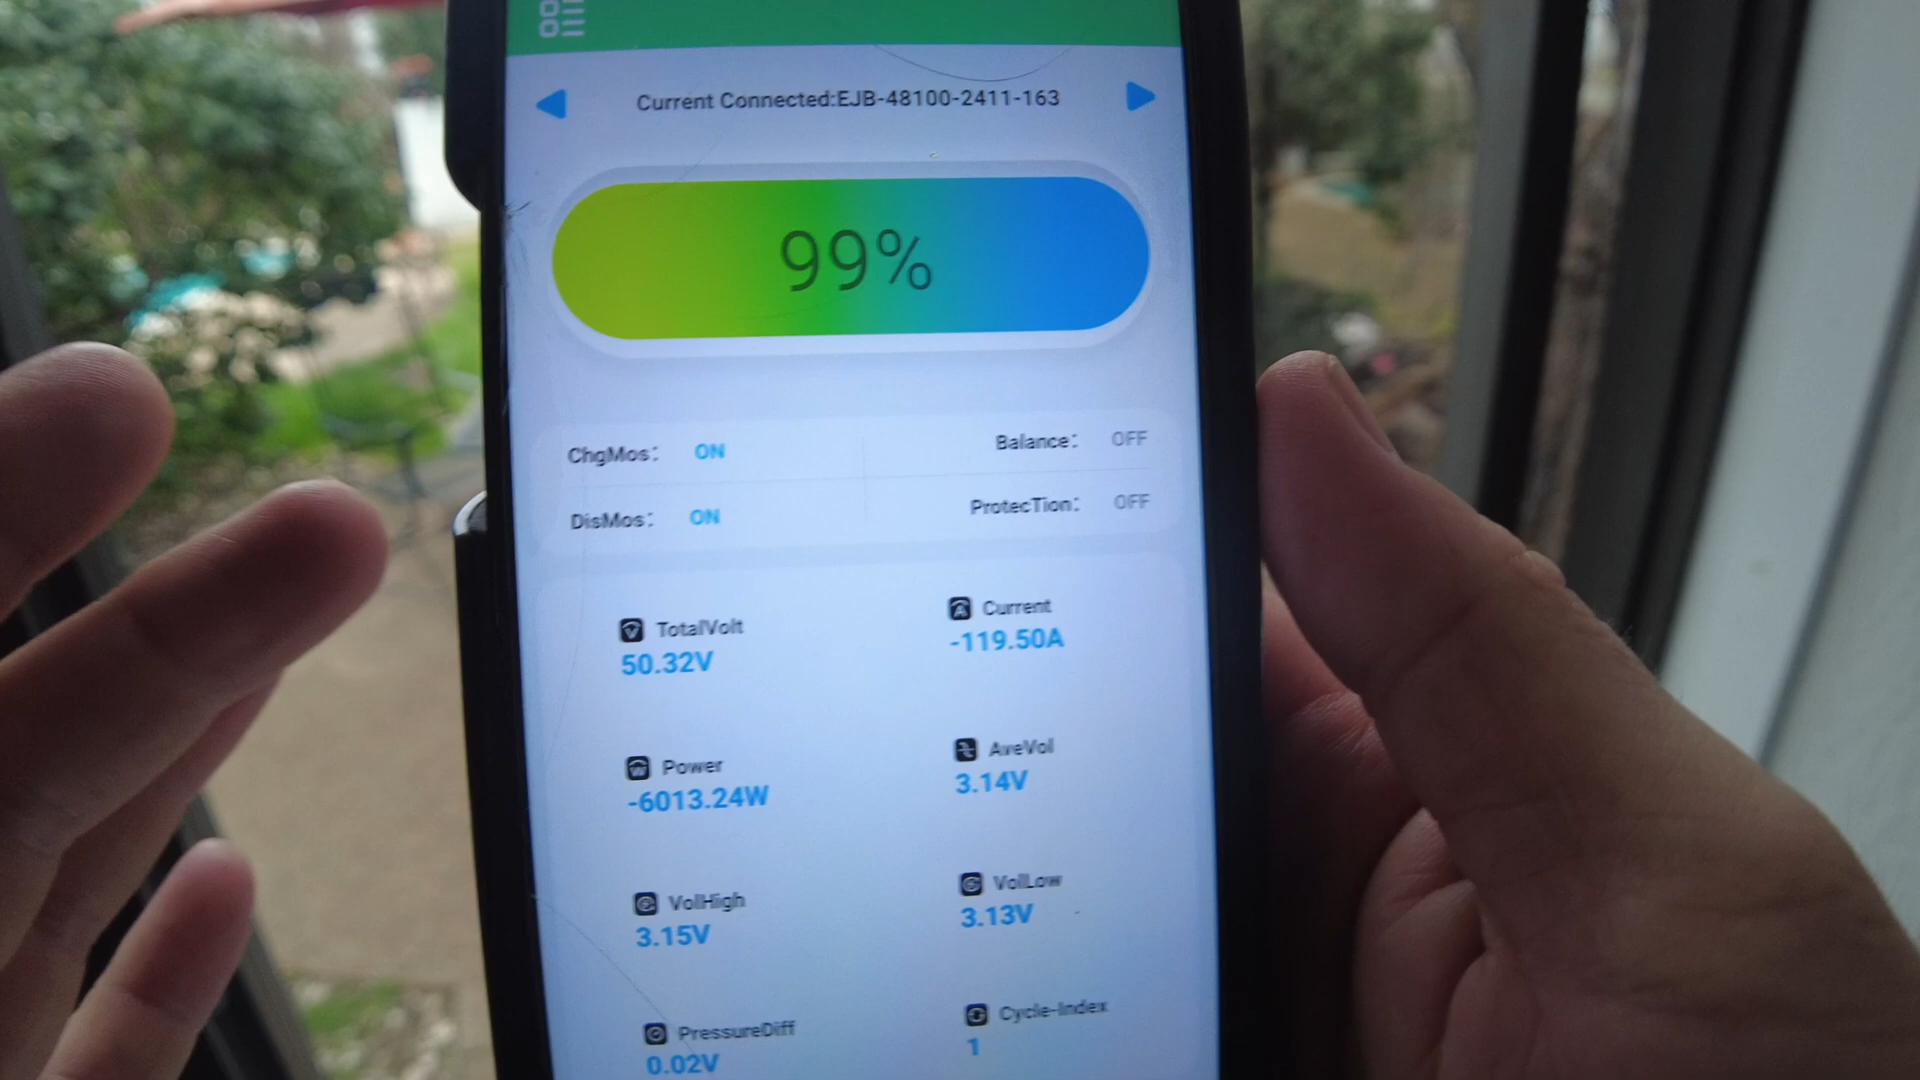 Current Connected:EJB-48100-2411-163
99%
ChgMos: ON
Balance: OFF
DisMos: ON
ProtecTion: OFF
TotalVolt
50.32V
Current
-119.50A
Power
-6013.24W
AveVol
3.14V
VolHigh
3.15V
VolLow
3.13V
PressureDiff
0.02V
Cycle-Index
1